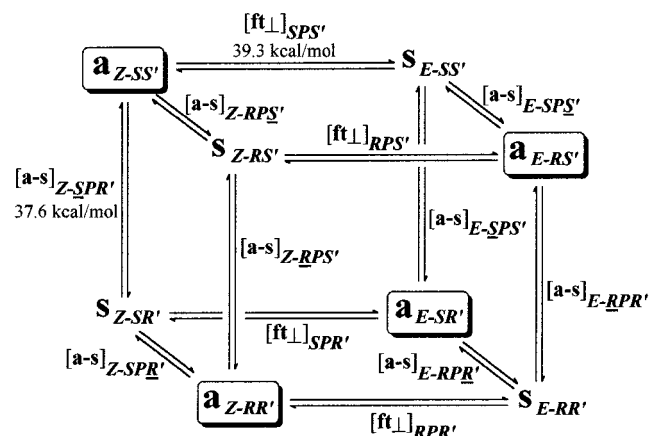 [ft⊥]SPS'
39.3 kcal/mol
a Z-SS'
s E-SS'
[a-s]Z-RPS'
[a-s]E-SPS'
[ft⊥]RPS'
s Z-RS'
a E-RS'
[a-s]Z-SPR'
37.6 kcal/mol
[a-s]E-SPS'
[a-s]Z-RPS'
[a-s]E-RPR'
s Z-SR'
a E-SR'
[ft⊥]SPR'
[a-s]Z-SPR'
[a-s]E-RPR'
a Z-RR'
s E-RR'
[ft⊥]RPR'